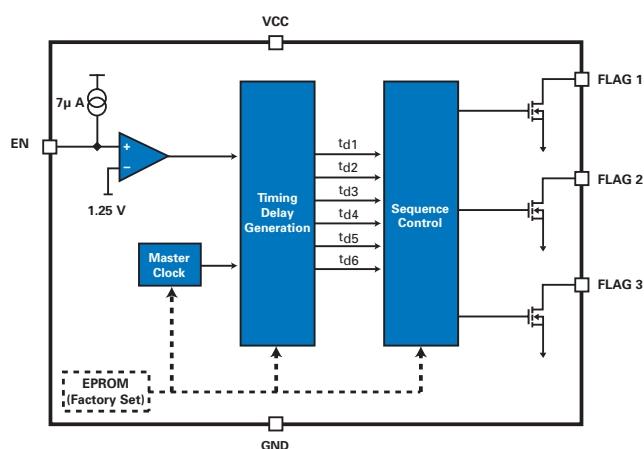 VCC
7μ A
EN
+
−
1.25 V
Master
Clock
Timing
Delay
Generation
td1
td2
td3
td4
td5
td6
Sequence
Control
FLAG 1
FLAG 2
FLAG 3
EPROM
(Factory Set)
GND